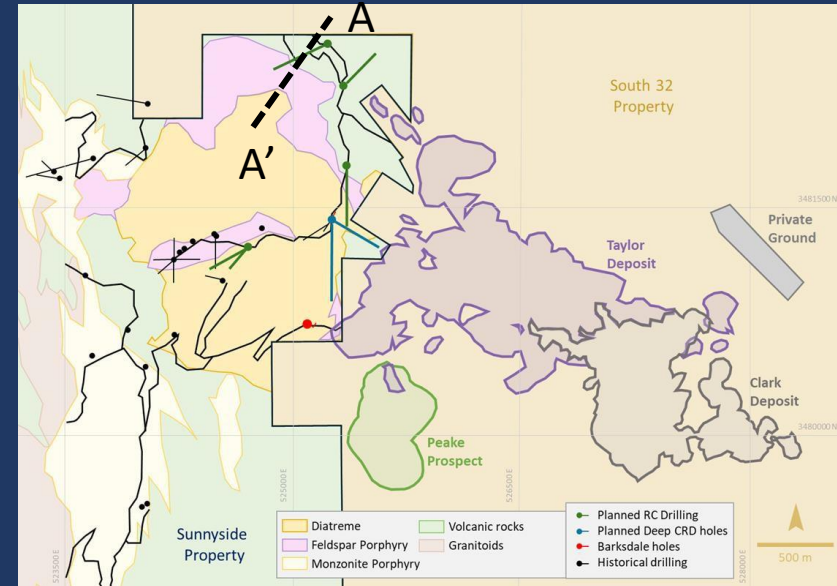 A
South 32
Property
A'
3481500 N
Private
Ground
Taylor
Deposit
Clark
Deposit
3480000 N
Peake
Prospect
525000 E
526500 E
Sunnyside
Property
Diatreme
Feldspar Porphyry
Monzonite Porphyry
Volcanic rocks
Granitoids
Planned RC Drilling
Planned Deep CRD holes
Barksdale holes
Historical drilling
500 m
523500 E
528000 E